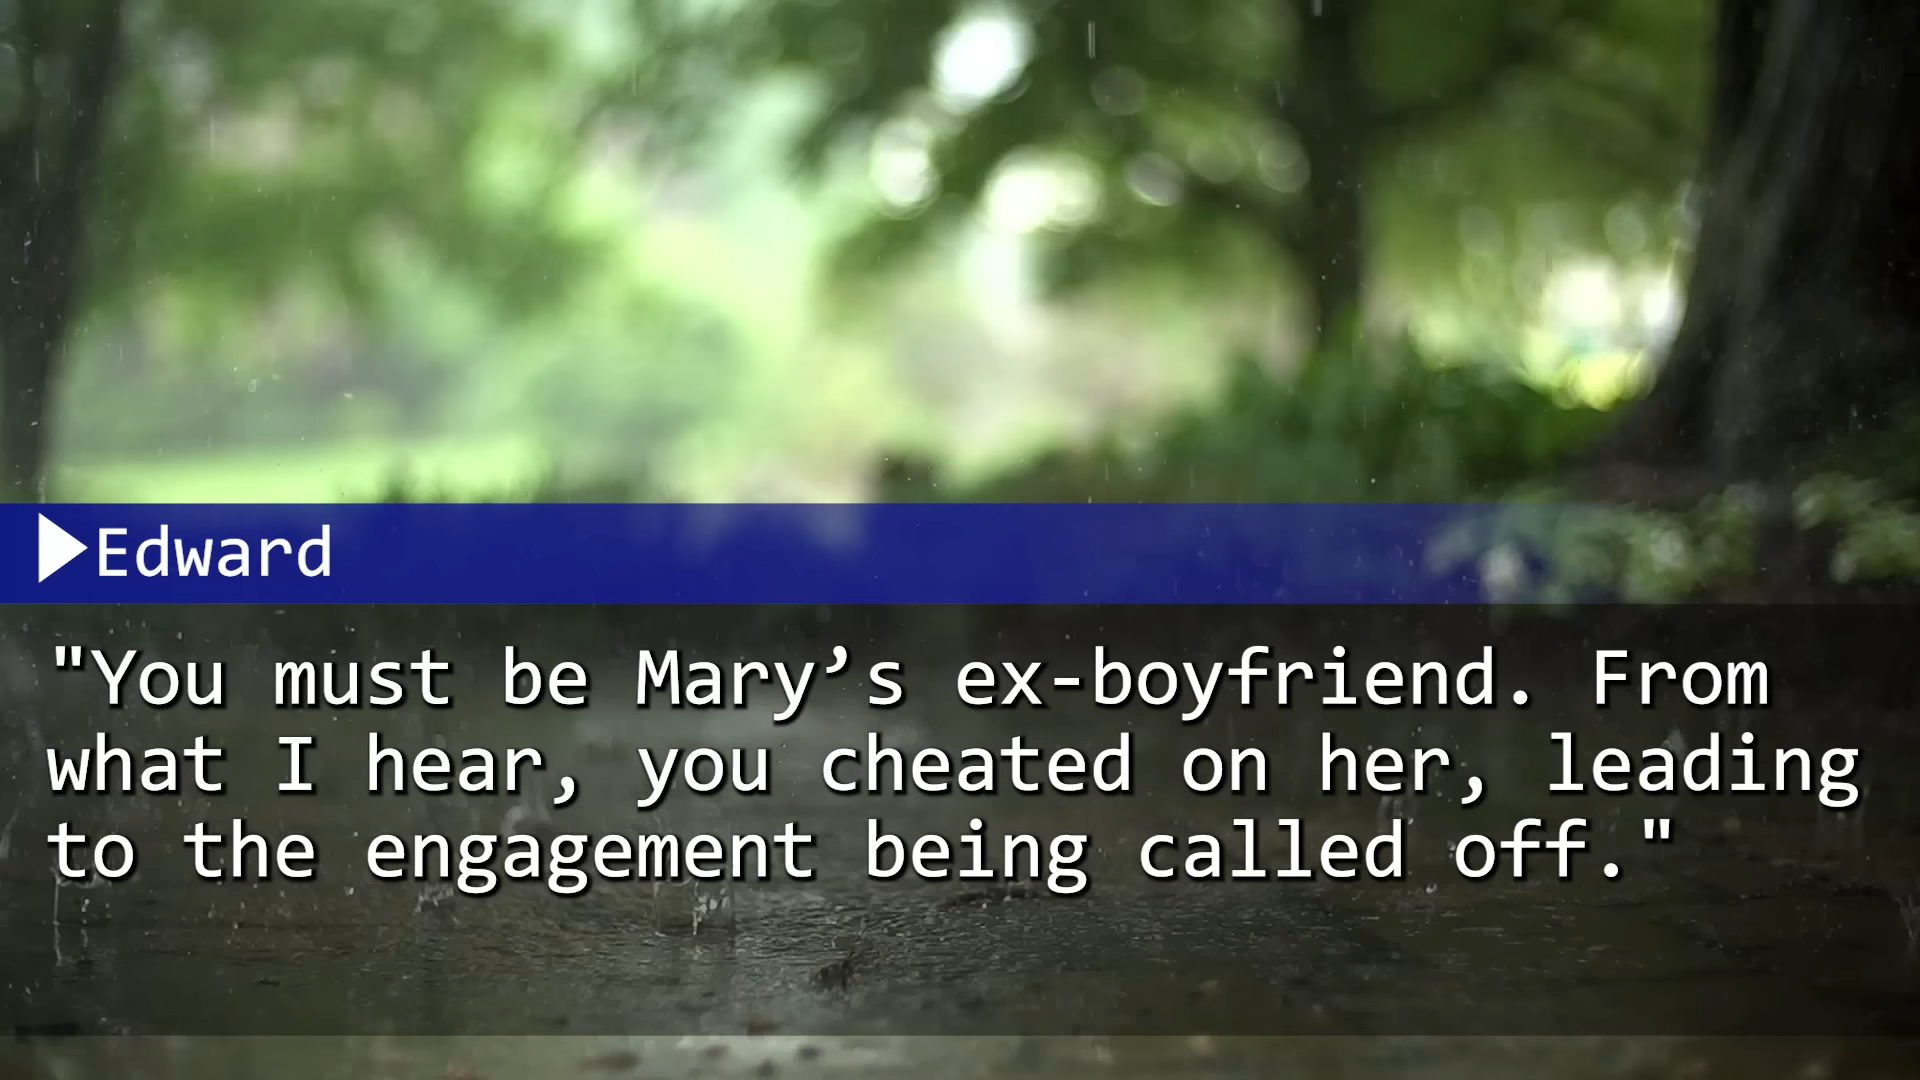 Edward
"You must be Mary’s ex-boyfriend. From
what I hear, you cheated on her, leading
to the engagement being called off."